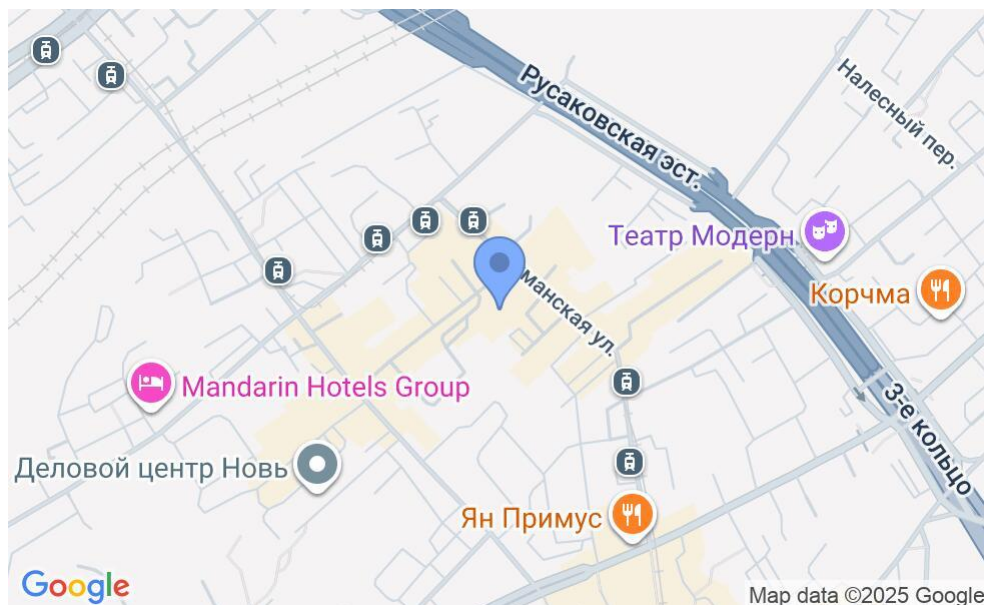 Русаковская эст.
Налесный пер.
Театр Модерн
манская ул.
Корчма
Mandarin Hotels Group
3-е кольцо
Деловой центр Новь
Ян Примус
Google
Map data ©2025 Google